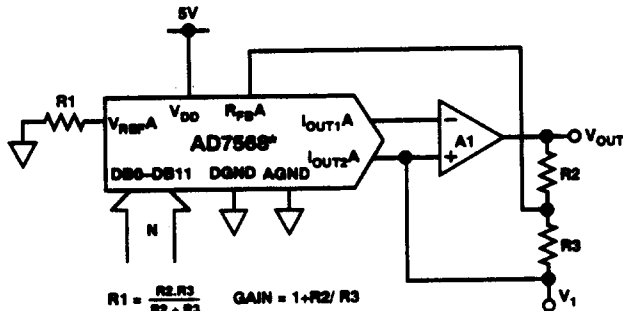 5V
R1
VREFA
VDD
RFBA
IOUT1A
AD7568*
IOUT2A
DB0–DB11
DGND
AGND
A1
–
+
VOUT
R2
R3
V1
N
R1 = R2.R3 / R2 + R3
GAIN = 1+R2/ R3